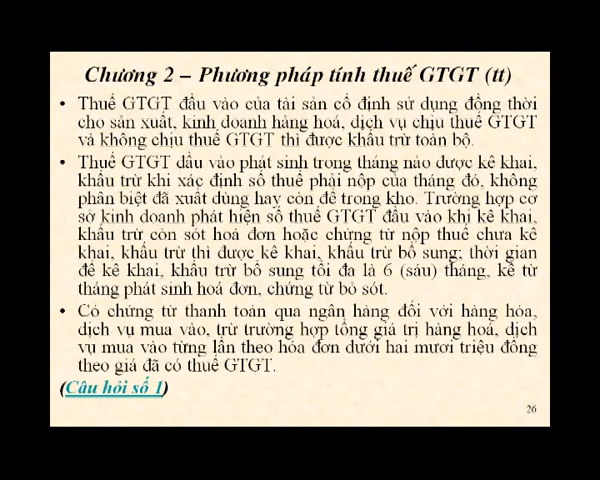 Chương 2 – Phương pháp tính thuế GTGT (tt)
• Thuế GTGT đầu vào của tài sản cố định sử dụng đồng thời
cho sản xuất, kinh doanh hàng hoá, dịch vụ chịu thuế GTGT
và không chịu thuế GTGT thì được khấu trừ toàn bộ.
• Thuế GTGT đầu vào phát sinh trong tháng nào được kê khai,
khấu trừ khi xác định số thuế phải nộp của tháng đó, không
phân biệt đã xuất dùng hay còn để trong kho. Trường hợp cơ
sở kinh doanh phát hiện số thuế GTGT đầu vào khi kê khai,
khấu trừ còn sót hoá đơn hoặc chứng từ nộp thuế chưa kê
khai, khấu trừ thì được kê khai, khấu trừ bổ sung; thời gian
để kê khai, khấu trừ bổ sung tối đa là 6 (sáu) tháng, kể từ
tháng phát sinh hoá đơn, chứng từ bỏ sót.
• Có chứng từ thanh toán qua ngân hàng đối với hàng hóa,
dịch vụ mua vào, trừ trường hợp tổng giá trị hàng hoá, dịch
vụ mua vào từng lần theo hóa đơn dưới hai mươi triệu đồng
theo giá đã có thuế GTGT.
(Câu hỏi số 1)
26